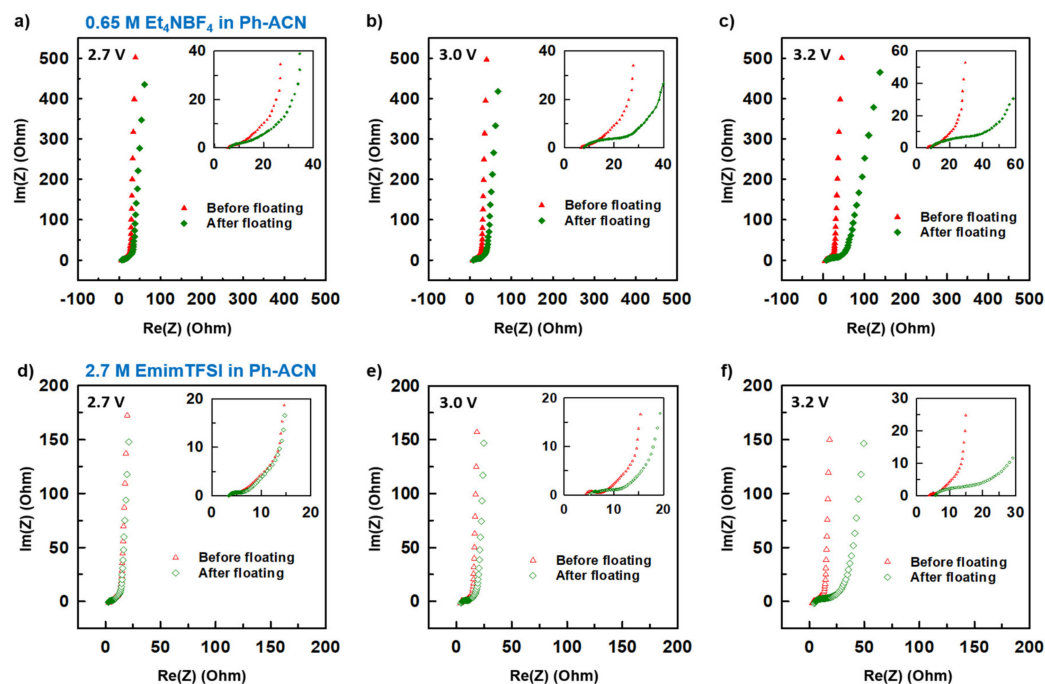 a) 0.65 M Et₄NBF₄ in Ph-ACN
b)
c)
2.7 V
500
400
300
200
100
0
Im(Z) (Ohm)
-100 0 100 200 300 400 500
Re(Z) (Ohm)
40
20
0
0 20 40
Before floating
After floating
3.0 V
500
400
300
200
100
0
Im(Z) (Ohm)
-100 0 100 200 300 400 500
Re(Z) (Ohm)
40
20
0
0 20 40
Before floating
After floating
3.2 V
500
400
300
200
100
0
Im(Z) (Ohm)
-100 0 100 200 300 400 500
Re(Z) (Ohm)
60
50
40
30
20
10
0
0 20 40 60
Before floating
After floating
d) 2.7 M EmimTFSI in Ph-ACN
e)
f)
2.7 V
200
150
100
50
0
Im(Z) (Ohm)
0 50 100 150 200
Re(Z) (Ohm)
20
10
0
0 10 20
Before floating
After floating
3.0 V
200
150
100
50
0
Im(Z) (Ohm)
0 50 100 150 200
Re(Z) (Ohm)
20
10
0
0 10 20
Before floating
After floating
3.2 V
200
150
100
50
0
Im(Z) (Ohm)
0 50 100 150 200
Re(Z) (Ohm)
30
20
10
0
0 10 20 30
Before floating
After floating